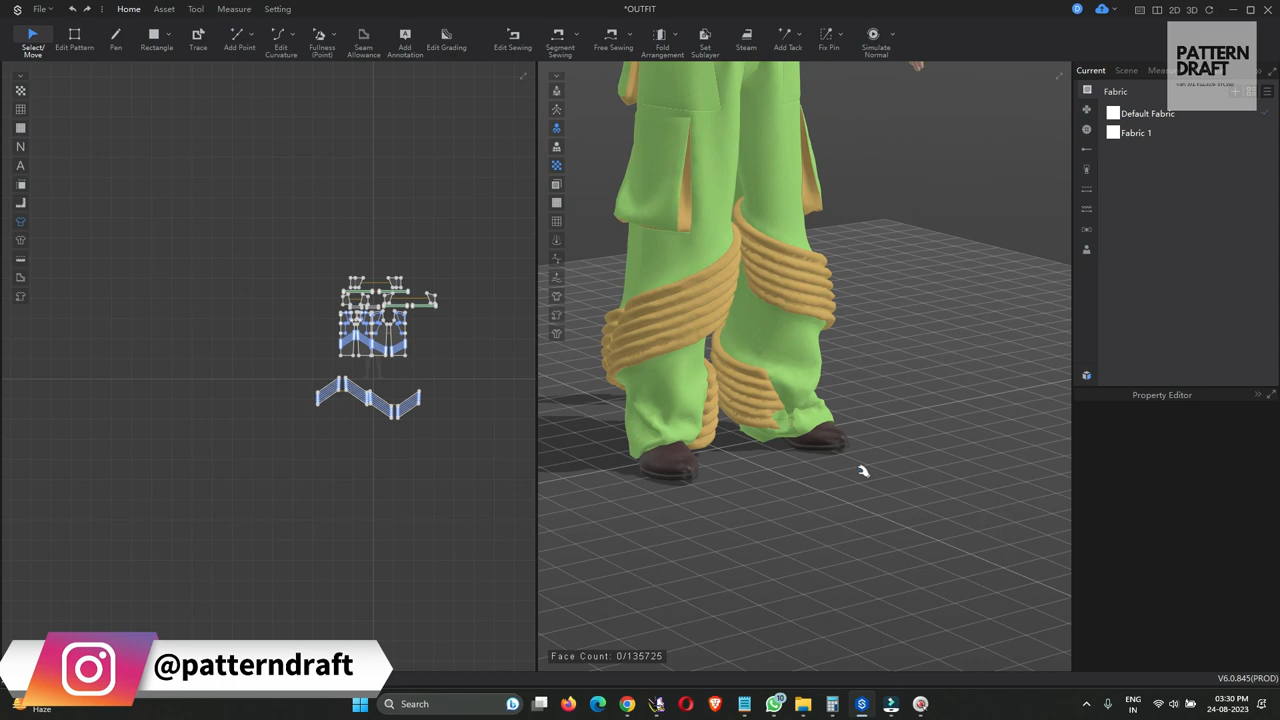 File
Home
Asset
Tool
Measure
Setting
*OUTFIT
2D
3D
Select/
Move
Edit Pattern
Pen
Rectangle
Trace
Add Point
Edit
Curvature
Fullness
(Point)
Seam
Allowance
Add
Annotation
Edit Grading
Edit Sewing
Segment
Sewing
Free Sewing
Fold
Arrangement
Set
Sublayer
Steam
Add Tack
Fix Pin
Simulate
Normal
PATTERN
DRAFT
Current
Scene
Fabric
Default Fabric
Fabric 1
Property Editor
Face Count: 0/135725
V6.0.845(PROD)
@patterndraft
Haze
Search
10
ENG
IN
03:30 PM
24-08-2023